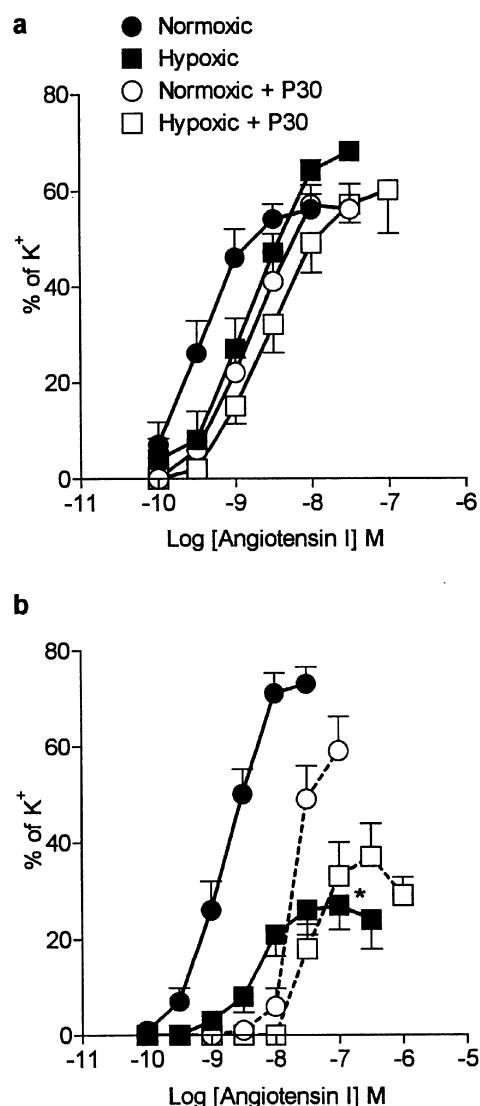 a
Normoxic
Hypoxic
Normoxic + P30
Hypoxic + P30
80
60
40
20
0
% of K+
-11 -10 -9 -8 -7 -6
Log [Angiotensin I] M
b
80
60
40
20
0
% of K+
*
-11 -10 -9 -8 -7 -6 -5
Log [Angiotensin I] M